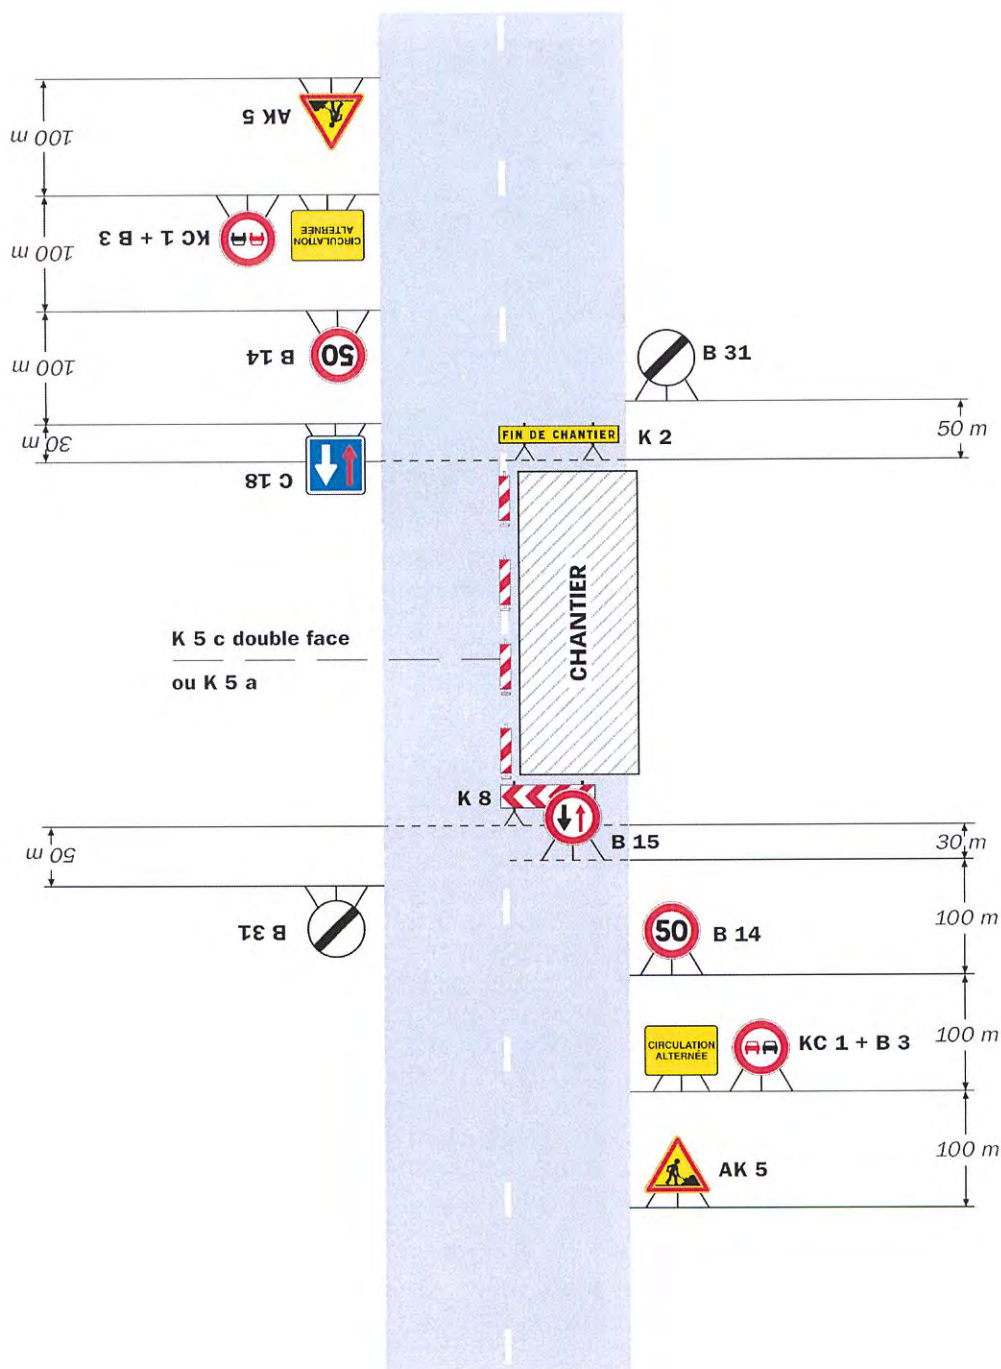 AK 5
100 m
KC 1 + B 3
CIRCULATION
ALTERNÉE
100 m
B 14
50
100 m
C 18
30 m
B 31
50 m
FIN DE CHANTIER
K 2
CHANTIER
K 5 c double face
ou K 5 a
K 8
B 15
30 m
50 m
B 31
50
B 14
100 m
CIRCULATION
ALTERNÉE
KC 1 + B 3
100 m
AK 5
100 m